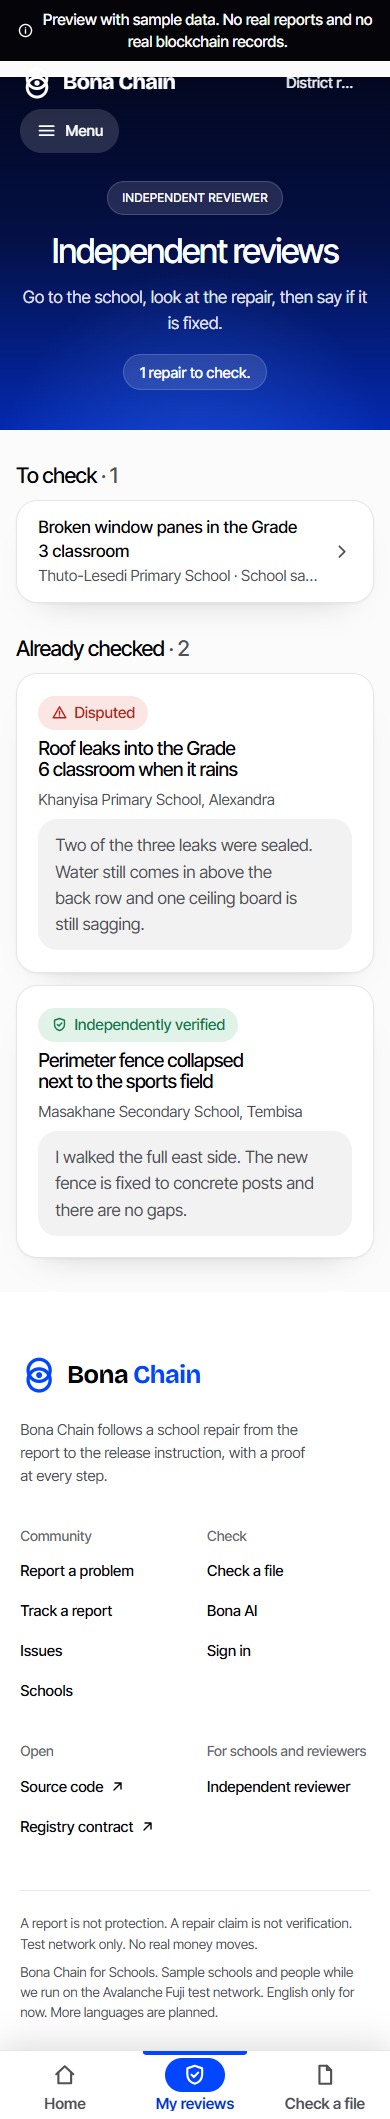 Preview with sample data. No real reports and no
real blockchain records.
Bona Chain
District r...
Menu
INDEPENDENT REVIEWER
Independent reviews
Go to the school, look at the repair, then say if it
is fixed.
1 repair to check.
To check · 1
Broken window panes in the Grade
3 classroom
Thuto-Lesedi Primary School · School sa...
Already checked · 2
Disputed
Roof leaks into the Grade
6 classroom when it rains
Khanyisa Primary School, Alexandra
Two of the three leaks were sealed.
Water still comes in above the
back row and one ceiling board is
still sagging.
Independently verified
Perimeter fence collapsed
next to the sports field
Masakhane Secondary School, Tembisa
I walked the full east side. The new
fence is fixed to concrete posts and
there are no gaps.
Bona Chain
Bona Chain follows a school repair from the
report to the release instruction, with a proof
at every step.
Community
Report a problem
Track a report
Issues
Schools
Check
Check a file
Bona AI
Sign in
Open
Source code
Registry contract
For schools and reviewers
Independent reviewer
A report is not protection. A repair claim is not verification.
Test network only. No real money moves.
Bona Chain for Schools. Sample schools and people while
we run on the Avalanche Fuji test network. English only for
now. More languages are planned.
Home
My reviews
Check a file